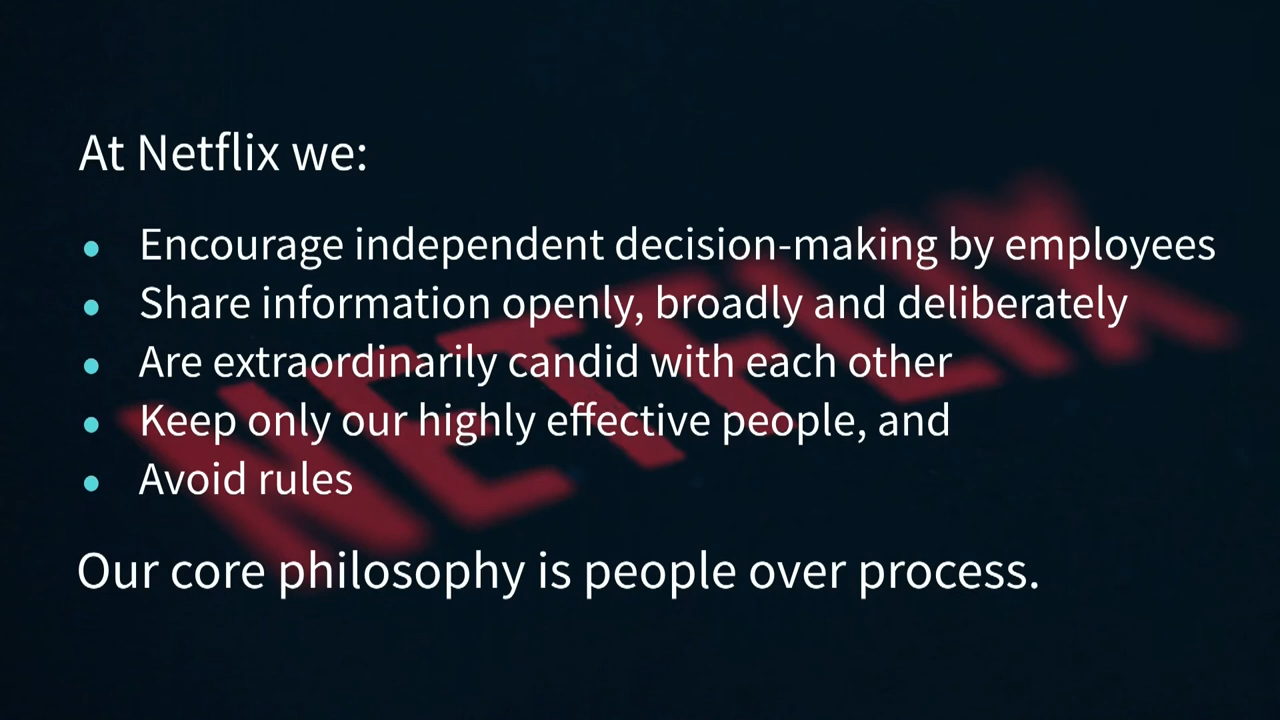 At Netflix we:
• Encourage independent decision-making by employees
• Share information openly, broadly and deliberately
• Are extraordinarily candid with each other
• Keep only our highly effective people, and
• Avoid rules
Our core philosophy is people over process.
NETFLIX